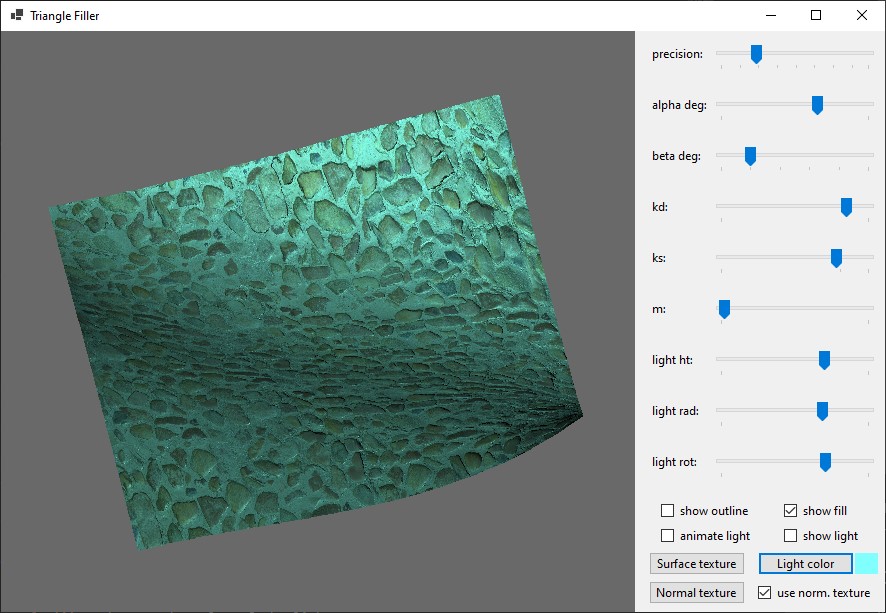 Triangle Filler
precision:
alpha deg:
beta deg:
kd:
ks:
m:
light ht:
light rad:
light rot:
show outline show fill
animate light show light
Surface texture Light color
Normal texture use norm. texture